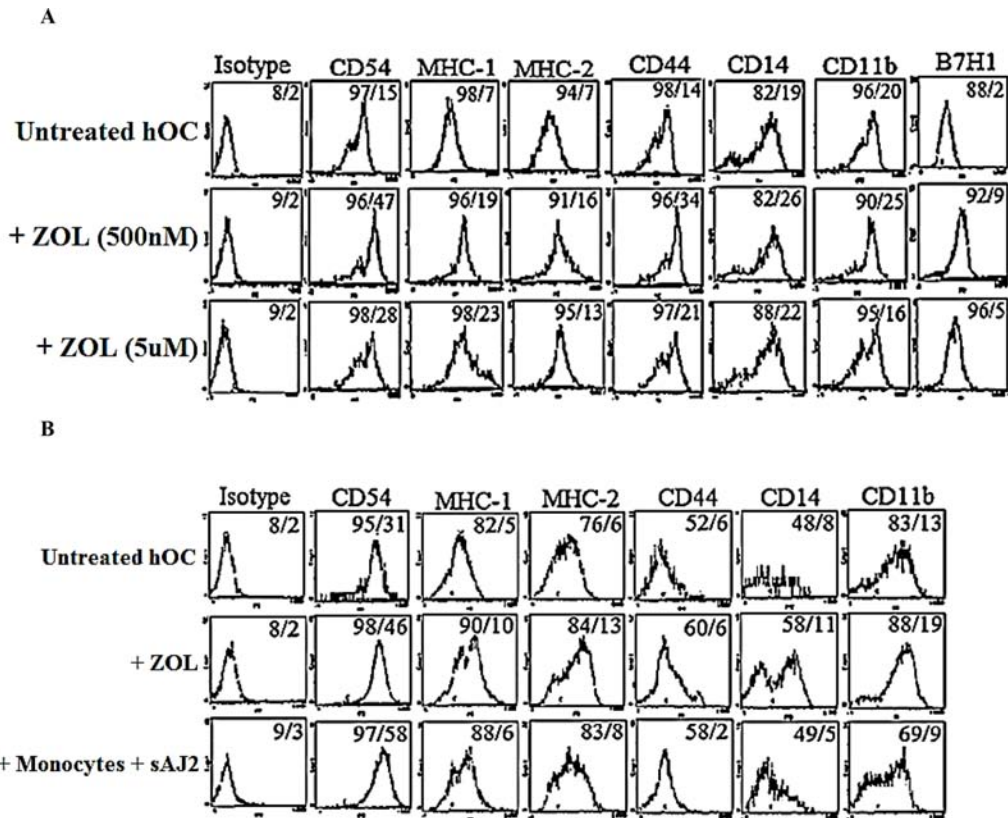 A
Isotype CD54 MHC-1 MHC-2 CD44 CD14 CD11b B7H1
Untreated hOC 8/2 97/15 98/7 94/7 98/14 82/19 96/20 88/2
+ ZOL (500nM) 9/2 96/47 96/19 91/16 96/34 82/26 90/25 92/9
+ ZOL (5uM) 9/2 98/28 98/23 95/13 97/21 88/22 95/16 96/5
B
Isotype CD54 MHC-1 MHC-2 CD44 CD14 CD11b
Untreated hOC 8/2 95/31 82/5 76/6 52/6 48/8 83/13
+ ZOL 8/2 98/46 90/10 84/13 60/6 58/11 88/19
+ Monocytes + sAJ2 9/3 97/58 88/6 83/8 58/2 49/5 69/9